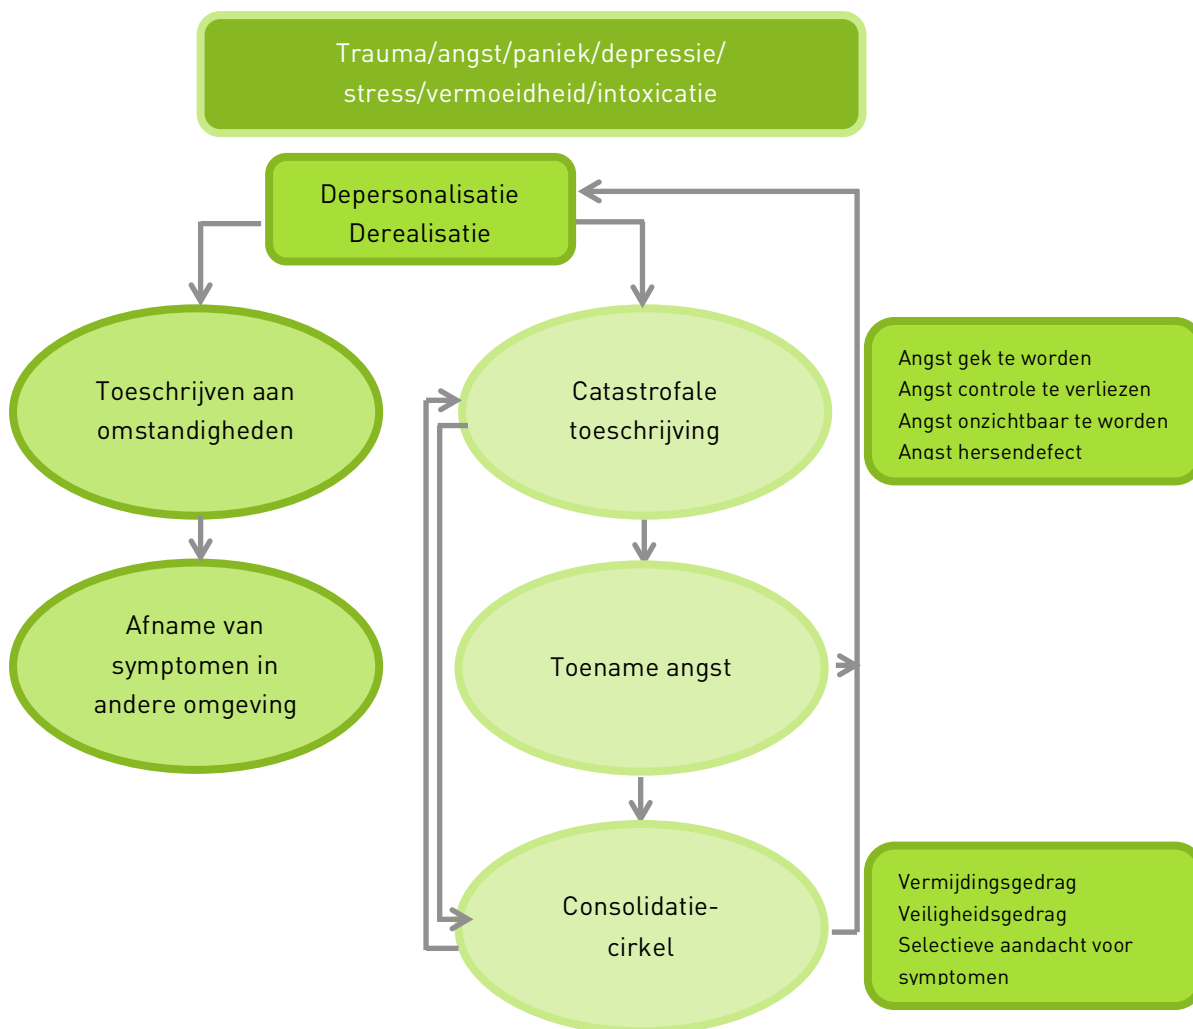 Trauma/angst/paniek/depressie/
stress/vermoeidheid/intoxicatie
Depersonalisatie
Derealisatie
Toeschrijven aan
omstandigheden
Catastrofale
toeschrijving
Angst gek te worden
Angst controle te verliezen
Angst onzichtbaar te worden
Angst hersendefect
Afname van
symptomen in
andere omgeving
Toename angst
Consolidatie-
cirkel
Vermijdingsgedrag
Veiligheidsgedrag
Selectieve aandacht voor
symptomen